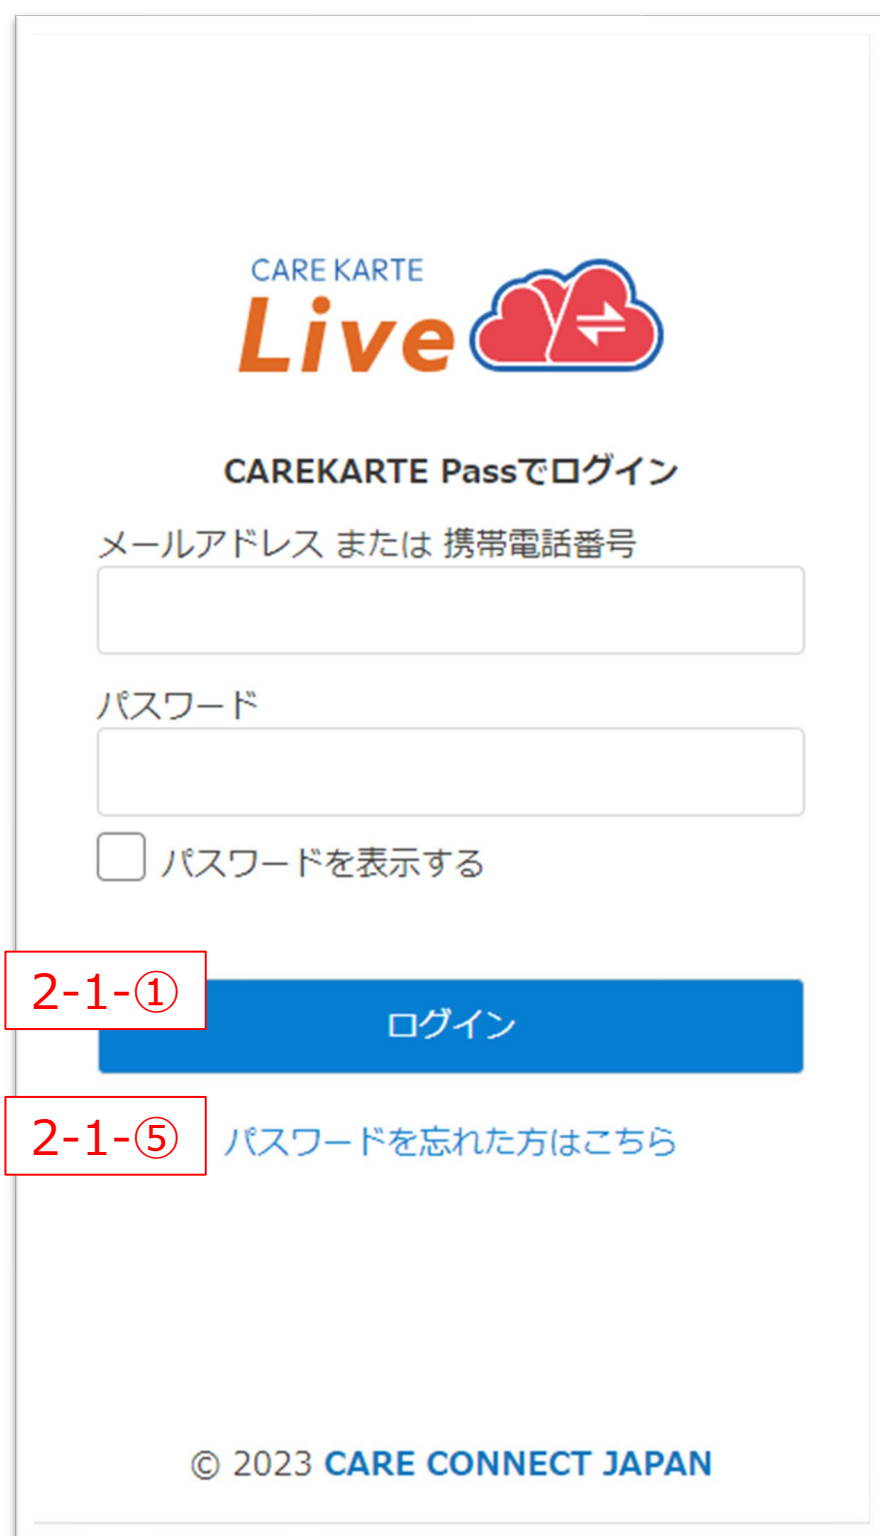 CARE KARTE
Live
CAREKARTE Passでログイン
メールアドレス または 携帯電話番号
パスワード
パスワードを表示する
2-1-①
ログイン
2-1-⑤
パスワードを忘れた方はこちら
© 2023 CARE CONNECT JAPAN